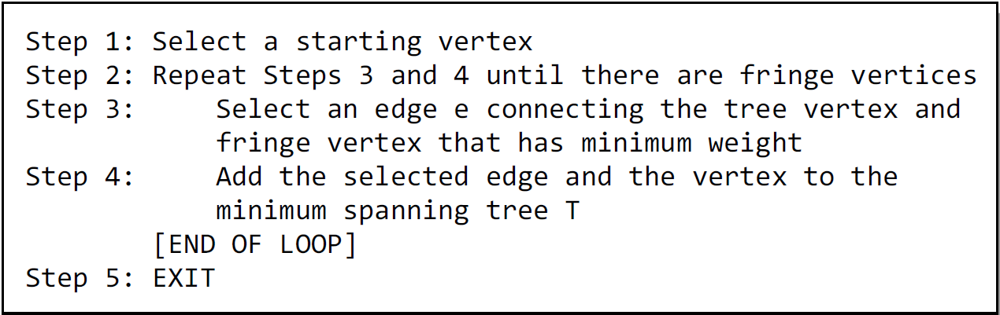 Step 1: Select a starting vertex
Step 2: Repeat Steps 3 and 4 until there are fringe vertices
Step 3: Select an edge e connecting the tree vertex and
fringe vertex that has minimum weight
Step 4: Add the selected edge and the vertex to the
minimum spanning tree T
[END OF LOOP]
Step 5: EXIT